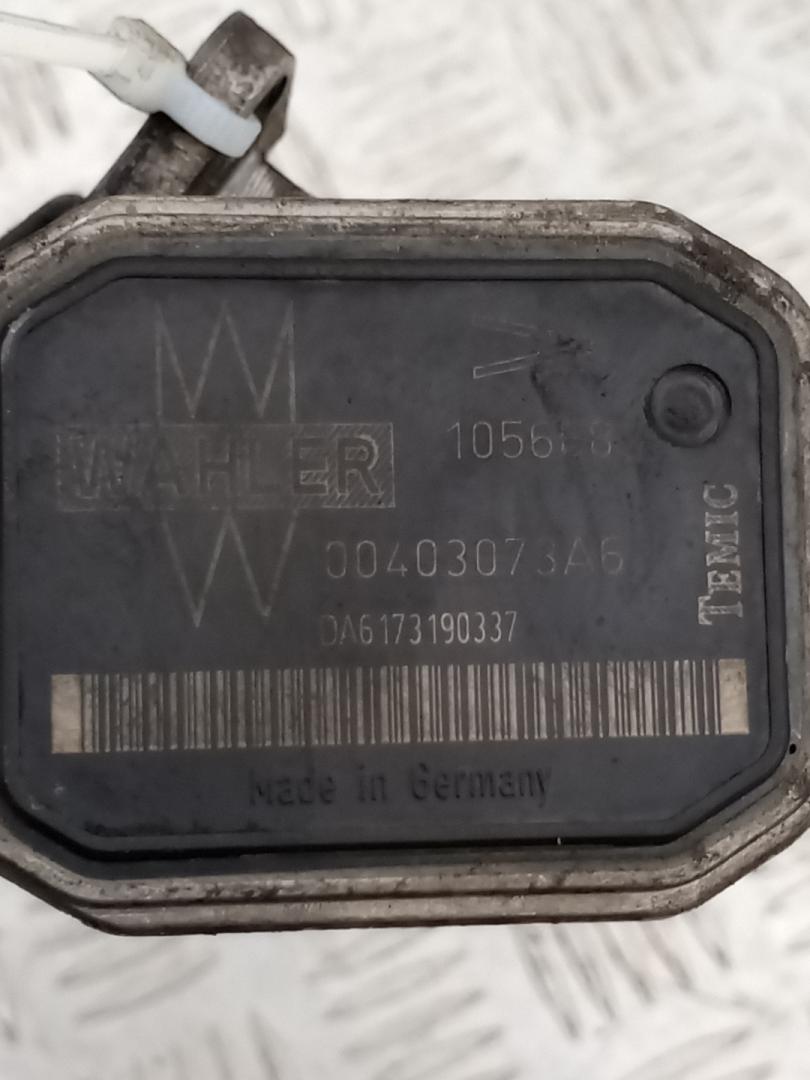 WAHLER
00403073A6
TEMIC
DA6173190337
Made in Germany